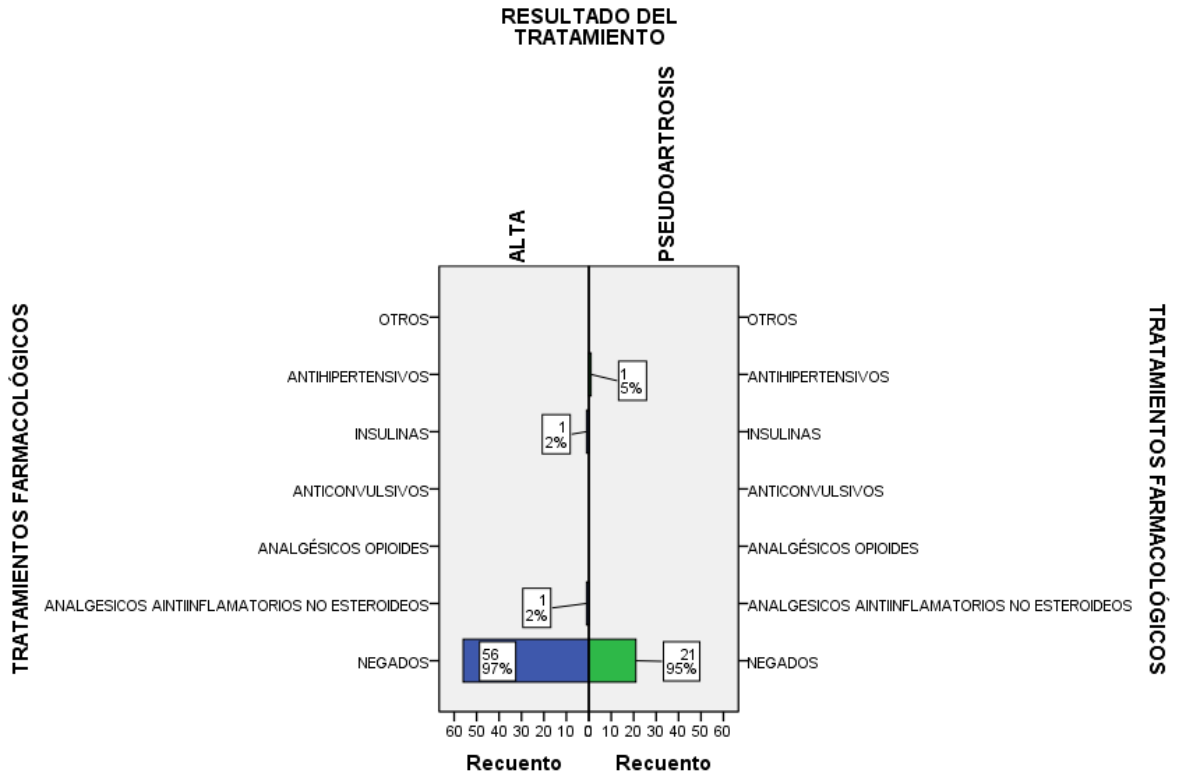 RESULTADO DEL
TRATAMIENTO
ALTA
PSEUDOARTROSIS
TRATAMIENTOS FARMACOLÓGICOS
TRATAMIENTOS FARMACOLÓGICOS
OTROS
OTROS
ANTIHIPERTENSIVOS
1
5%
ANTIHIPERTENSIVOS
INSULINAS
1
2%
INSULINAS
ANTICONVULSIVOS
ANTICONVULSIVOS
ANALGÉSICOS OPIOIDES
ANALGÉSICOS OPIOIDES
ANALGESICOS AINTIINFLAMATORIOS NO ESTEROIDEOS
1
2%
ANALGESICOS AINTIINFLAMATORIOS NO ESTEROIDEOS
NEGADOS
56
97%
21
95%
NEGADOS
60 50 40 30 20 10 0 10 20 30 40 50 60
Recuento
Recuento